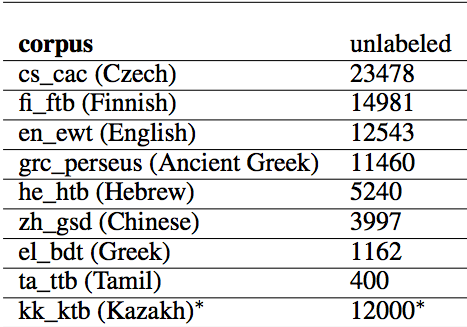 corpus unlabeled
cs_cac (Czech) 23478
fi_ftb (Finnish) 14981
en_ewt (English) 12543
grc_perseus (Ancient Greek) 11460
he_htb (Hebrew) 5240
zh_gsd (Chinese) 3997
el_bdt (Greek) 1162
ta_ttb (Tamil) 400
kk_ktb (Kazakh)* 12000*